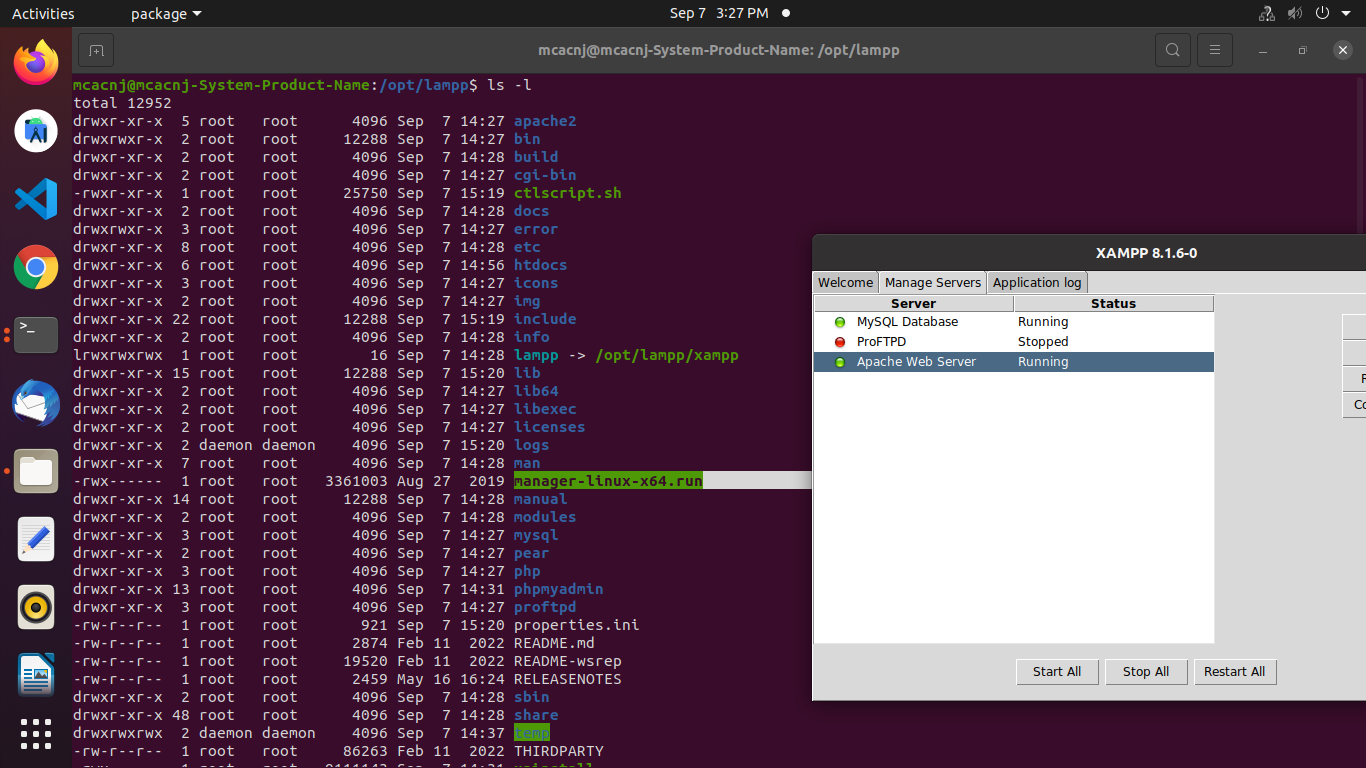 Activities
package
Sep 7 3:27 PM
mcacnj@mcacnj-System-Product-Name: /opt/lampp
mcacnj@mcacnj-System-Product-Name:/opt/lampp$ ls -l
total 12952
drwxr-xr-x 5 root root 4096 Sep 7 14:27 apache2
drwxrwxr-x 2 root root 12288 Sep 7 14:27 bin
drwxr-xr-x 2 root root 4096 Sep 7 14:28 build
drwxr-xr-x 2 root root 4096 Sep 7 14:27 cgi-bin
-rwxr-xr-x 1 root root 25750 Sep 7 15:19 ctlscript.sh
drwxr-xr-x 2 root root 4096 Sep 7 14:28 docs
drwxrwxr-x 3 root root 4096 Sep 7 14:27 error
drwxrwxr-x 8 root root 4096 Sep 7 14:28 etc
drwxrwxr-x 6 root root 4096 Sep 7 14:56 htdocs
drwxrwxr-x 3 root root 4096 Sep 7 14:27 icons
drwxrwxr-x 2 root root 4096 Sep 7 14:27 img
drwxr-xr-x 22 root root 12288 Sep 7 15:19 include
drwxr-xr-x 2 root root 4096 Sep 7 14:28 info
lrwxrwxrwx 1 root root 16 Sep 7 14:28 lampp -> /opt/lampp/xampp
drwxr-xr-x 15 root root 12288 Sep 7 15:20 lib
drwxr-xr-x 2 root root 4096 Sep 7 14:27 lib64
drwxr-xr-x 2 root root 4096 Sep 7 14:27 libexec
drwxr-xr-x 2 root root 4096 Sep 7 14:27 licenses
drwxr-xr-x 2 daemon daemon 4096 Sep 7 15:20 logs
drwxr-xr-x 7 root root 4096 Sep 7 14:28 man
-rwx------ 1 root root 3361003 Aug 27 2019 manager-linux-x64.run
drwxrwxr-x 14 root root 12288 Sep 7 14:28 manual
drwxr-xr-x 2 root root 4096 Sep 7 14:28 modules
drwxr-xr-x 3 root root 4096 Sep 7 14:27 mysql
drwxr-xr-x 2 root root 4096 Sep 7 14:28 pear
drwxr-xr-x 3 root root 4096 Sep 7 14:27 php
drwxr-xr-x 13 root root 4096 Sep 7 14:31 phpmyadmin
drwxr-xr-x 3 root root 4096 Sep 7 14:27 proftpd
-rw-r--r-- 1 root root 921 Sep 7 15:20 properties.ini
-rw-r--r-- 1 root root 2874 Feb 11 2022 README.md
-rw-r--r-- 1 root root 19520 Feb 11 2022 README-wsrep
-rw-r--r-- 1 root root 2459 May 16 16:24 RELEASENOTES
drwxr-xr-x 2 root root 4096 Sep 7 14:28 sbin
drwxr-xr-x 48 root root 4096 Sep 7 14:28 share
drwxrwxrwx 2 daemon daemon 4096 Sep 7 14:37 temp
-rw-r--r-- 1 root root 86263 Feb 11 2022 THIRDPARTY
XAMPP 8.1.6-0
Welcome
Manage Servers
Application log
Server Status
MySQL Database Running
ProFTPD Stopped
Apache Web Server Running
Start All
Stop All
Restart All